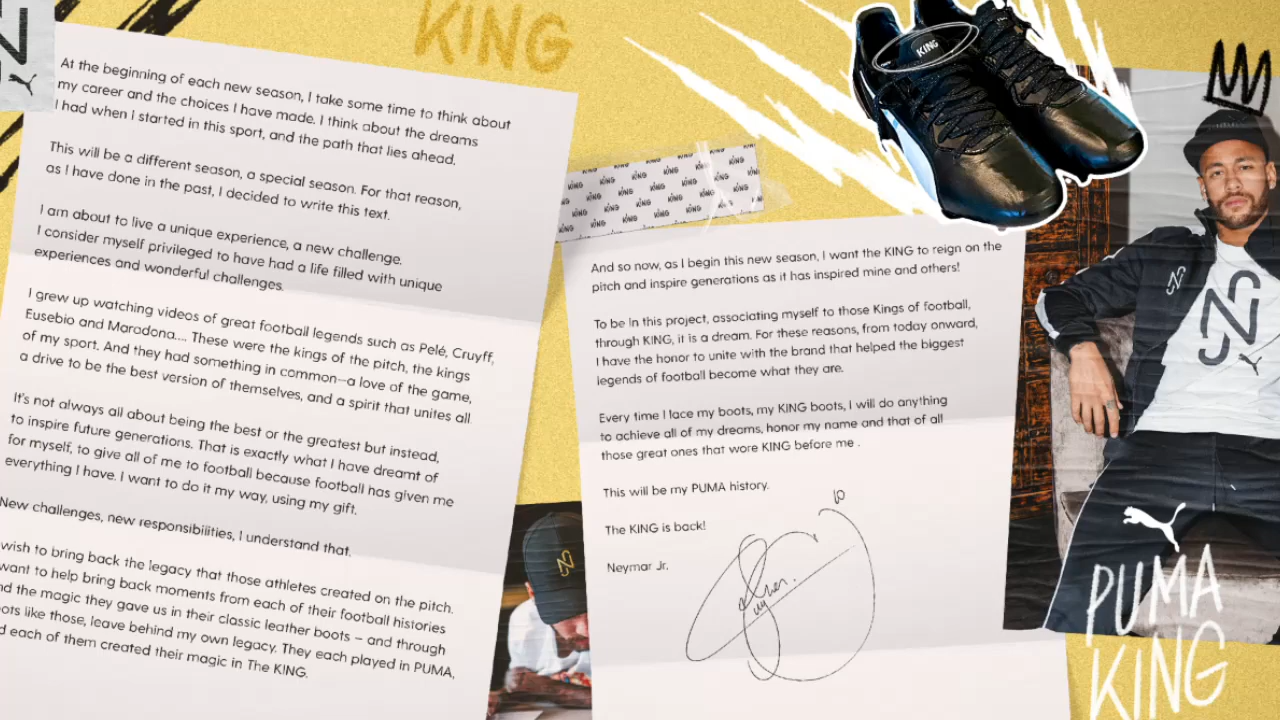 KING
At the beginning of each new season, I take some time to think about
my career and the choices I have made. I think about the dreams
I had when I started in this sport, and the path that lies ahead.
This will be a different season, a special season. For that reason,
as I have done in the past, I decided to write this text.
I am about to live a unique experience, a new challenge.
I consider myself privileged to have had a life filled with unique
experiences and wonderful challenges.
I grew up watching videos of great football legends such as Pelé, Cruyff,
Eusebio and Maradona.... These were the kings of the pitch, the kings
of my sport. And they had something in common--a love of the game,
a drive to be the best version of themselves, and a spirit that unites all.
It's not always all about being the best or the greatest but instead,
to inspire future generations. That is exactly what I have dreamt of
for myself, to give all of me to football because football has given me
everything I have. I want to do it my way, using my gift.
New challenges, new responsibilities, I understand that.
wish to bring back the legacy that those athletes created on the pitch.
want to help bring back moments from each of their football histories
nd the magic they gave us in their classic leather boots – and through
ots like those, leave behind my own legacy. They each played in PUMA,
d each of them created their magic in The KING.
And so now, as I begin this new season, I want the KING to reign on the
pitch and inspire generations as it has inspired mine and others!
To be in this project, associating myself to those Kings of football,
through KING, it is a dream. For these reasons, from today onward,
I have the honor to unite with the brand that helped the biggest
legends of football become what they are.
Every time I lace my boots, my KING boots, I will do anything
to achieve all of my dreams, honor my name and that of all
those great ones that wore KING before me .
This will be my PUMA history.
The KING is back!
Neymar Jr.
10
KING
PUMA
KING